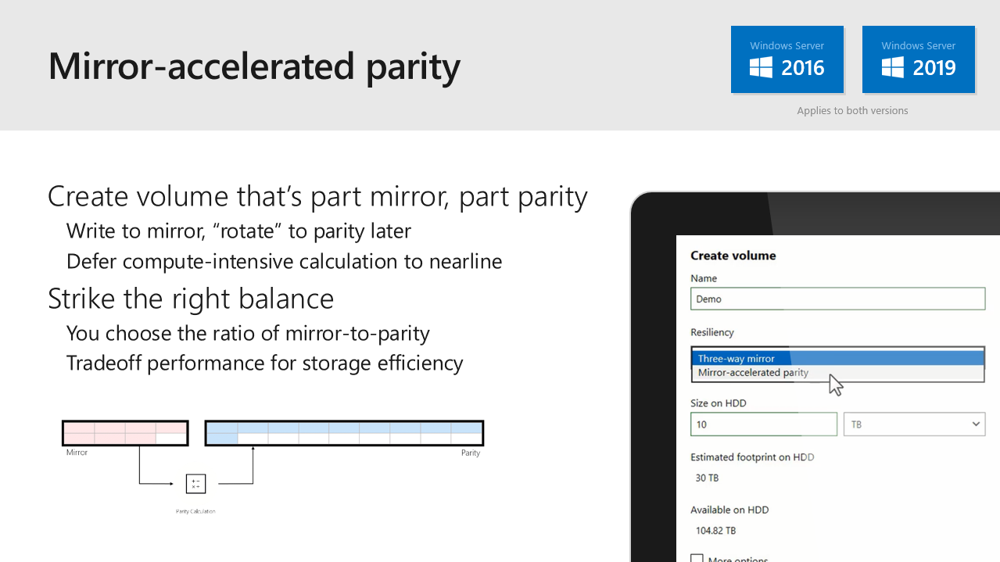 Mirror-accelerated parity
Windows Server
2016
Windows Server
2019
Applies to both versions
Create volume that’s part mirror, part parity
Write to mirror, “rotate” to parity later
Defer compute-intensive calculation to nearline
Strike the right balance
You choose the ratio of mirror-to-parity
Tradeoff performance for storage efficiency
Mirror
Parity
+ −
× ÷
Parity Calculation
Create volume
Name
Demo
Resiliency
Three-way mirror
Mirror-accelerated parity
Size on HDD
10
TB
Estimated footprint on HDD
30 TB
Available on HDD
104.82 TB
More options